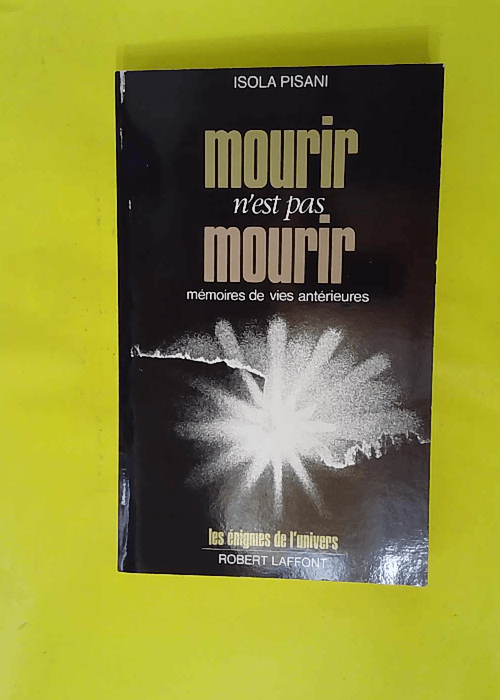 ISOLA PISANI
mourir
n'est pas
mourir
mémoires de vies antérieures
les énigmes de l'univers
ROBERT LAFFONT